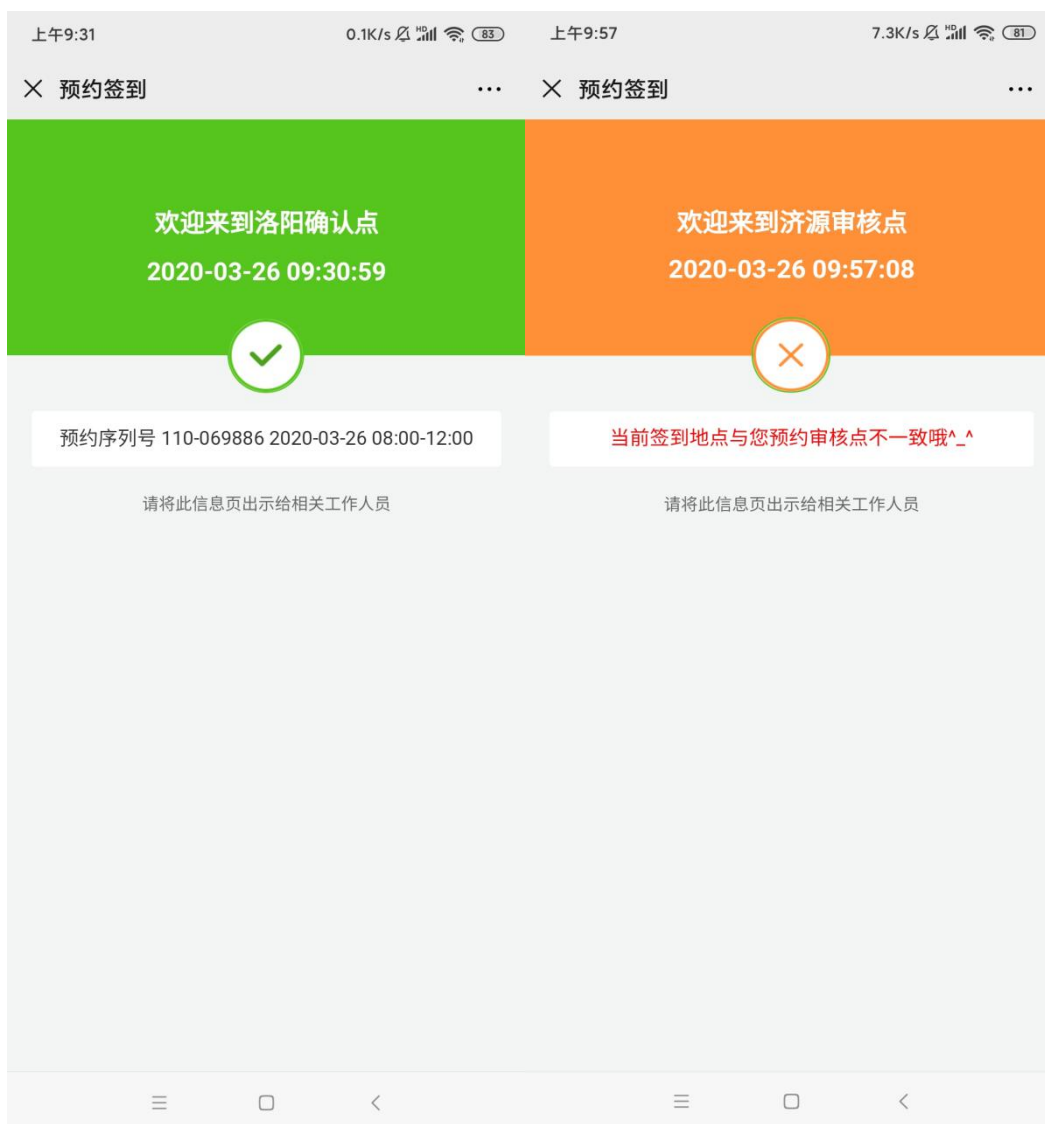 上午9:31
0.1K/s HD 83
预约签到
欢迎来到洛阳确认点
2020-03-26 09:30:59
预约序列号 110-069886 2020-03-26 08:00-12:00
请将此信息页出示给相关工作人员
上午9:57
7.3K/s HD 81
预约签到
欢迎来到济源审核点
2020-03-26 09:57:08
当前签到地点与您预约审核点不一致哦^_^
请将此信息页出示给相关工作人员